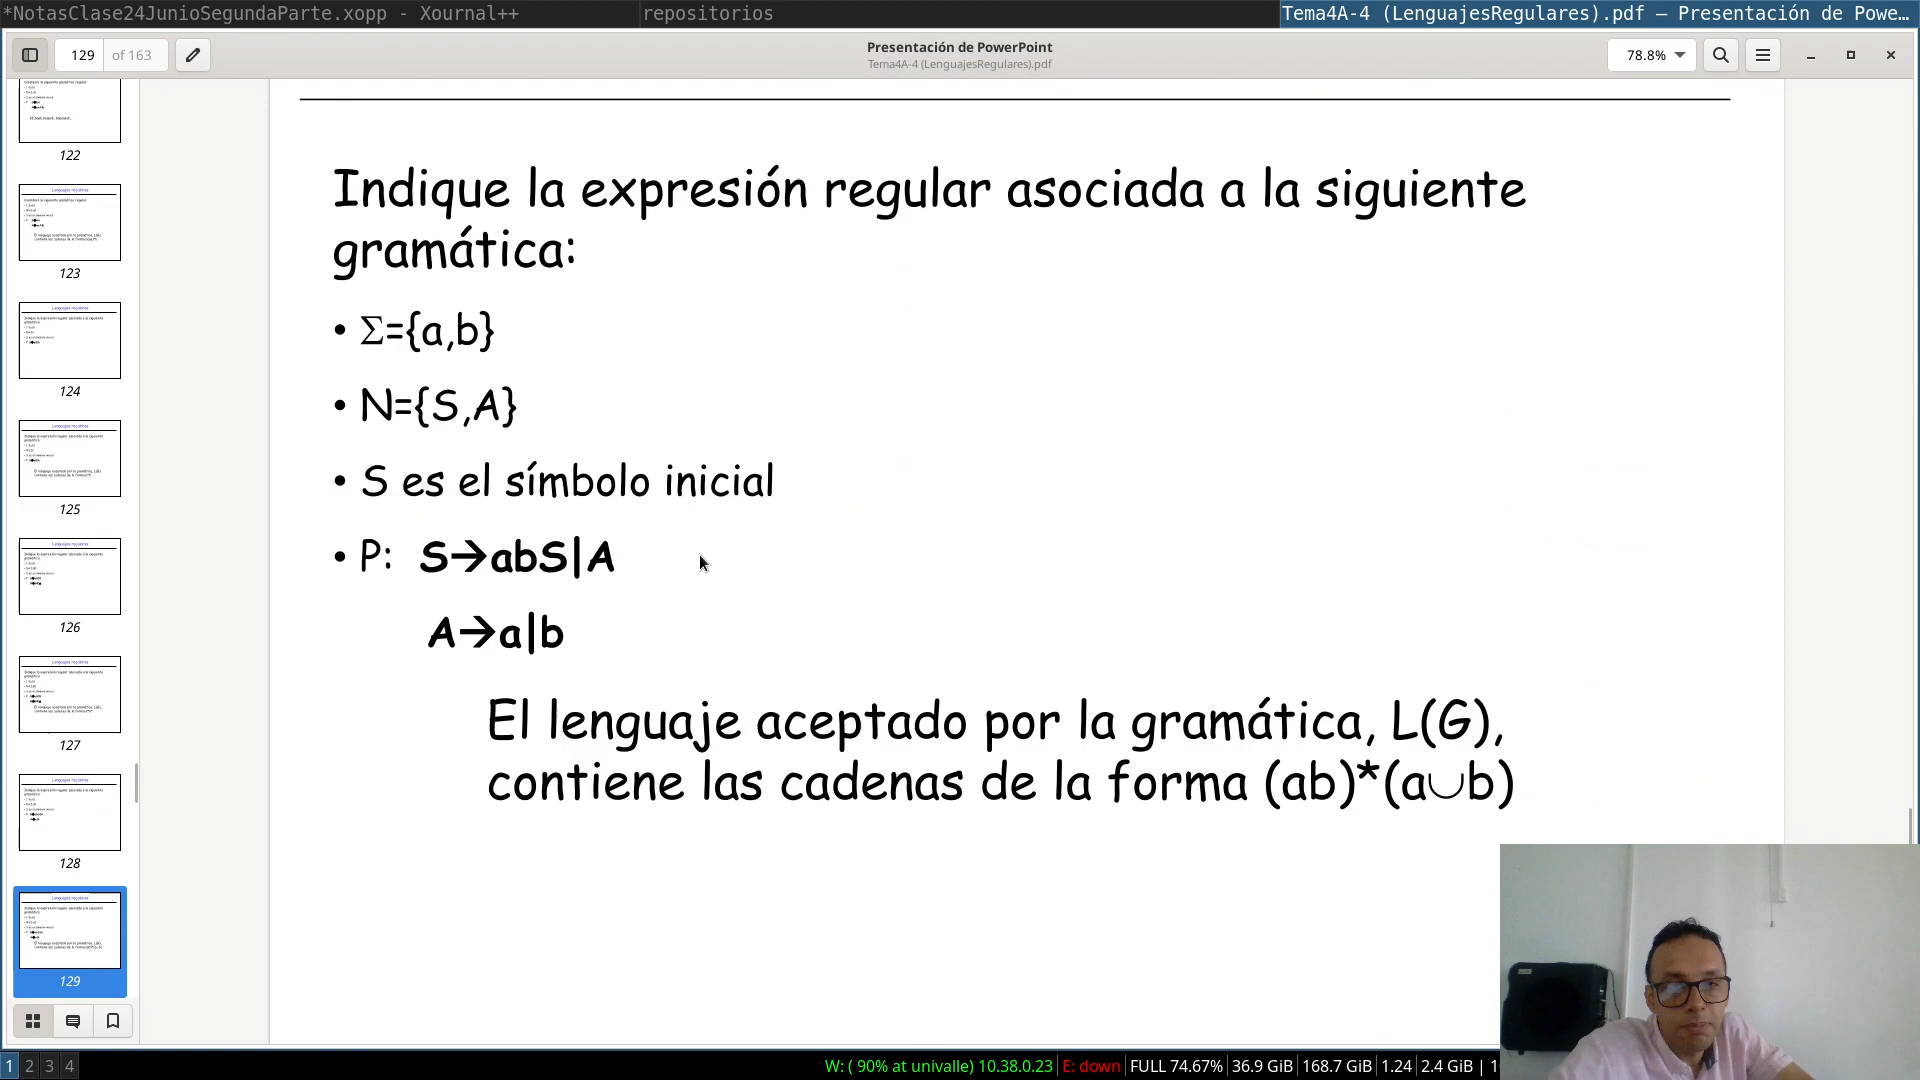 *NotasClase24JunioSegundaParte.xopp - Xournal++
repositorios
Tema4A-4 (LenguajesRegulares).pdf — Presentación de Powe...
129 of 163
Presentación de PowerPoint
Tema4A-4 (LenguajesRegulares).pdf
78.8%
122
123
124
125
126
127
128
129
Indique la expresión regular asociada a la siguiente
gramática:
• Σ={a,b}
• N={S,A}
• S es el símbolo inicial
• P: S→abS|A
A→a|b
El lenguaje aceptado por la gramática, L(G),
contiene las cadenas de la forma (ab)*(a∪b)
1 2 3 4
W: ( 90% at univalle) 10.38.0.23 | E: down | FULL 74.67% | 36.9 GiB | 168.7 GiB | 1.24 | 2.4 GiB |